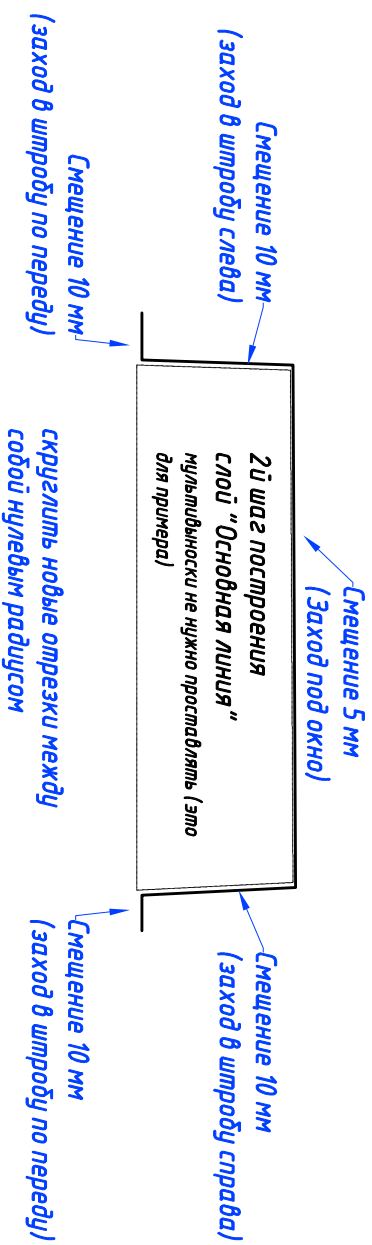 Смещение 5 мм
(Заход под окно)
Смещение 10 мм
(заход в штробу слева)
Смещение 10 мм
(заход в штробу справа)
2й шаг построения
слой "Основная линия"
мультивыноски не нужно проставлять (это
для примера)
Смещение 10 мм
(заход в штробу по переду)
Смещение 10 мм
(заход в штробу по переду)
скруглить новые отрезки между
собой нулевым радиусом